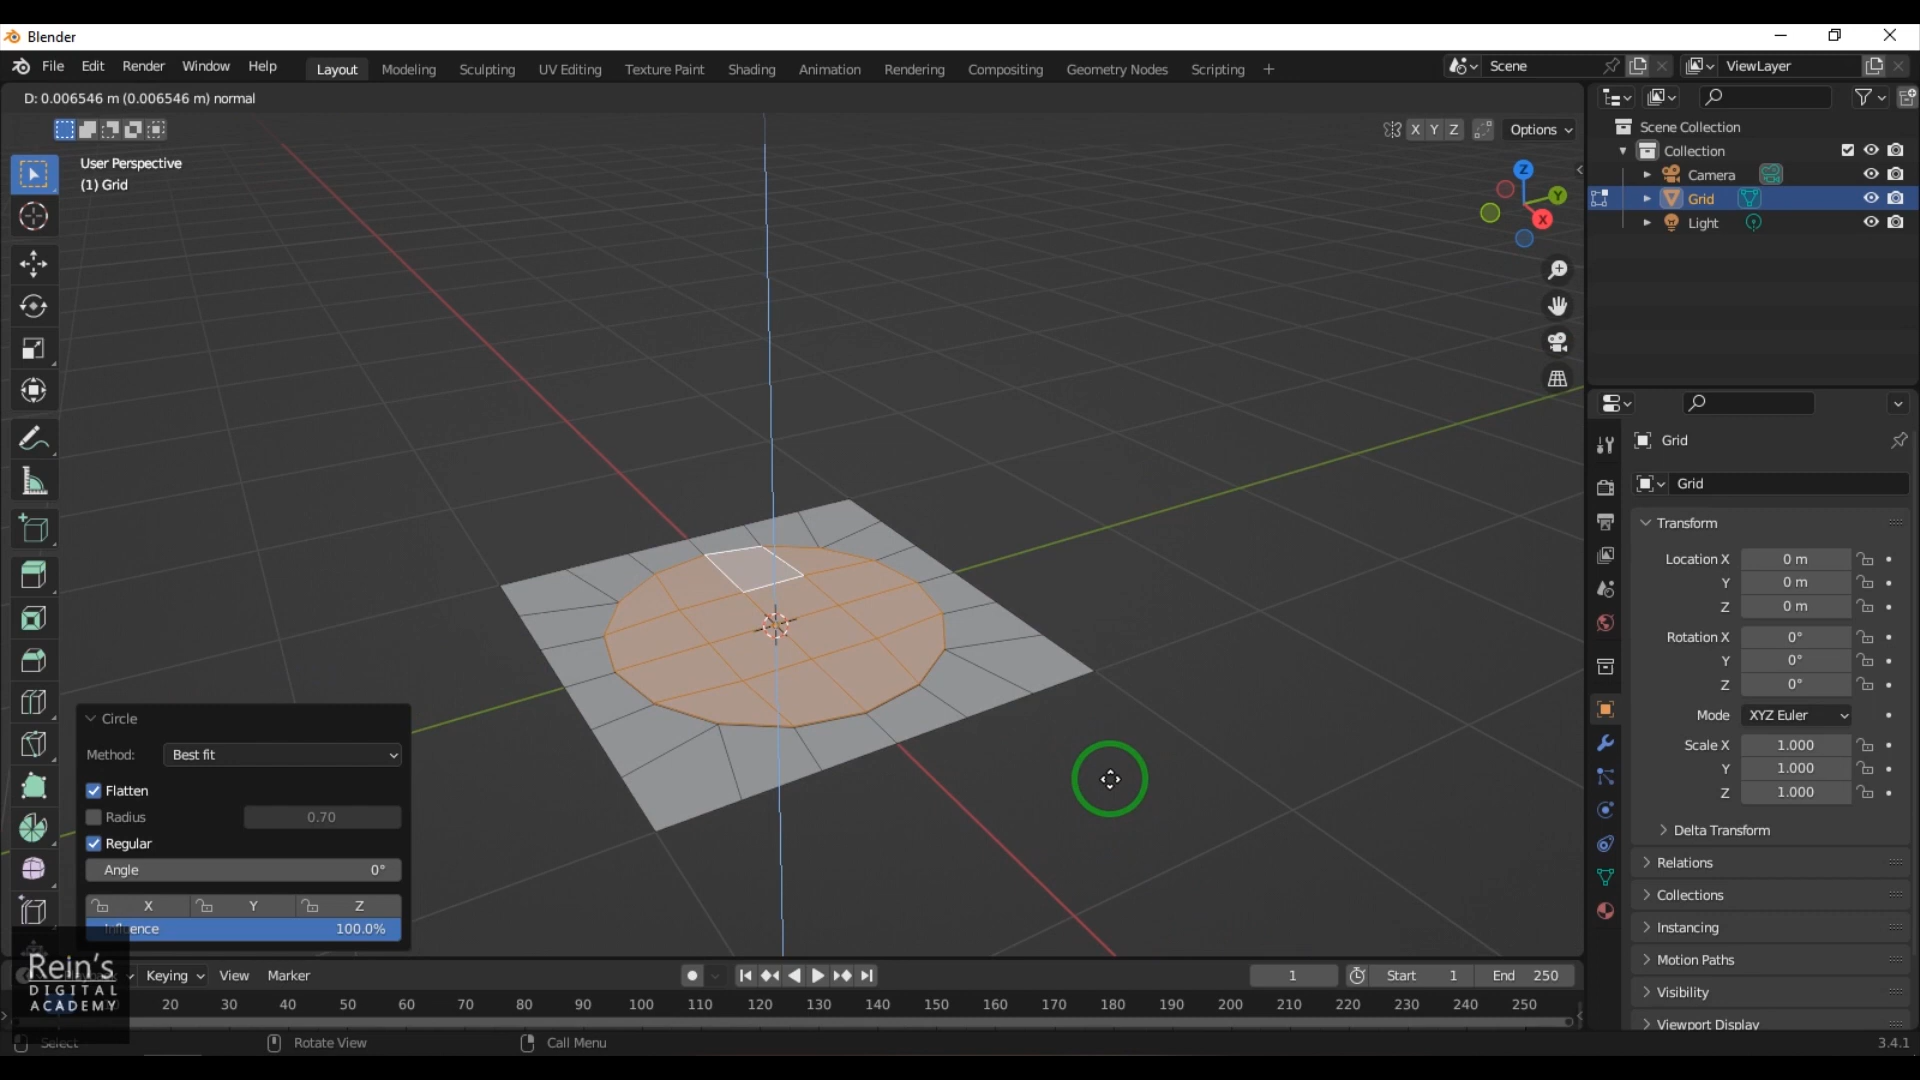 Blender
File Edit Render Window Help Layout Modeling Sculpting UV Editing Texture Paint Shading Animation Rendering Compositing Geometry Nodes Scripting + Scene ViewLayer
D: 0.006546 m (0.006546 m) normal
X Y Z Options
User Perspective
(1) Grid
Z
Y
X
Scene Collection
Collection
Camera
Grid
Light
Grid
Grid
Transform
Location X 0 m
Y 0 m
Z 0 m
Rotation X 0°
Y 0°
Z 0°
Mode XYZ Euler
Scale X 1.000
Y 1.000
Z 1.000
Delta Transform
Relations
Collections
Instancing
Motion Paths
Visibility
Viewport Display
Circle
Method: Best fit
Flatten
Radius 0.70
Regular
Angle 0°
X Y Z
Influence 100.0%
Rein's
DIGITAL
ACADEMY
Keying View Marker 1 Start 1 End 250
20 30 40 50 60 70 80 90 100 110 120 130 140 150 160 170 180 190 200 210 220 230 240 250
Select Rotate View Call Menu 3.4.1